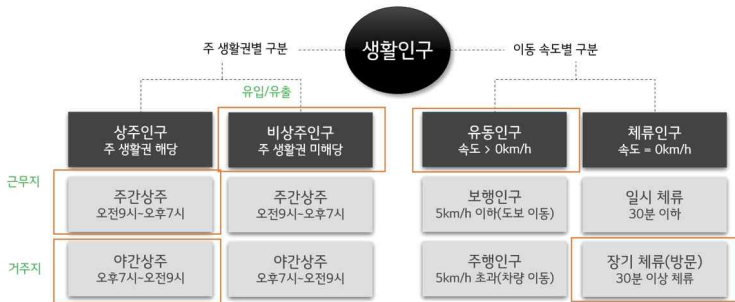 생활인구
주 생활권별 구분
이동 속도별 구분
유입/유출
상주인구
주 생활권 해당
비상주인구
주 생활권 미해당
유동인구
속도 > 0km/h
체류인구
속도 = 0km/h
근무지
주간상주
오전9시~오후7시
주간상주
오전9시~오후7시
보행인구
5km/h 이하(도보 이동)
일시 체류
30분 이하
거주지
야간상주
오후7시~오전9시
야간상주
오후7시~오전9시
주행인구
5km/h 초과(차량 이동)
장기 체류(방문)
30분 이상 체류